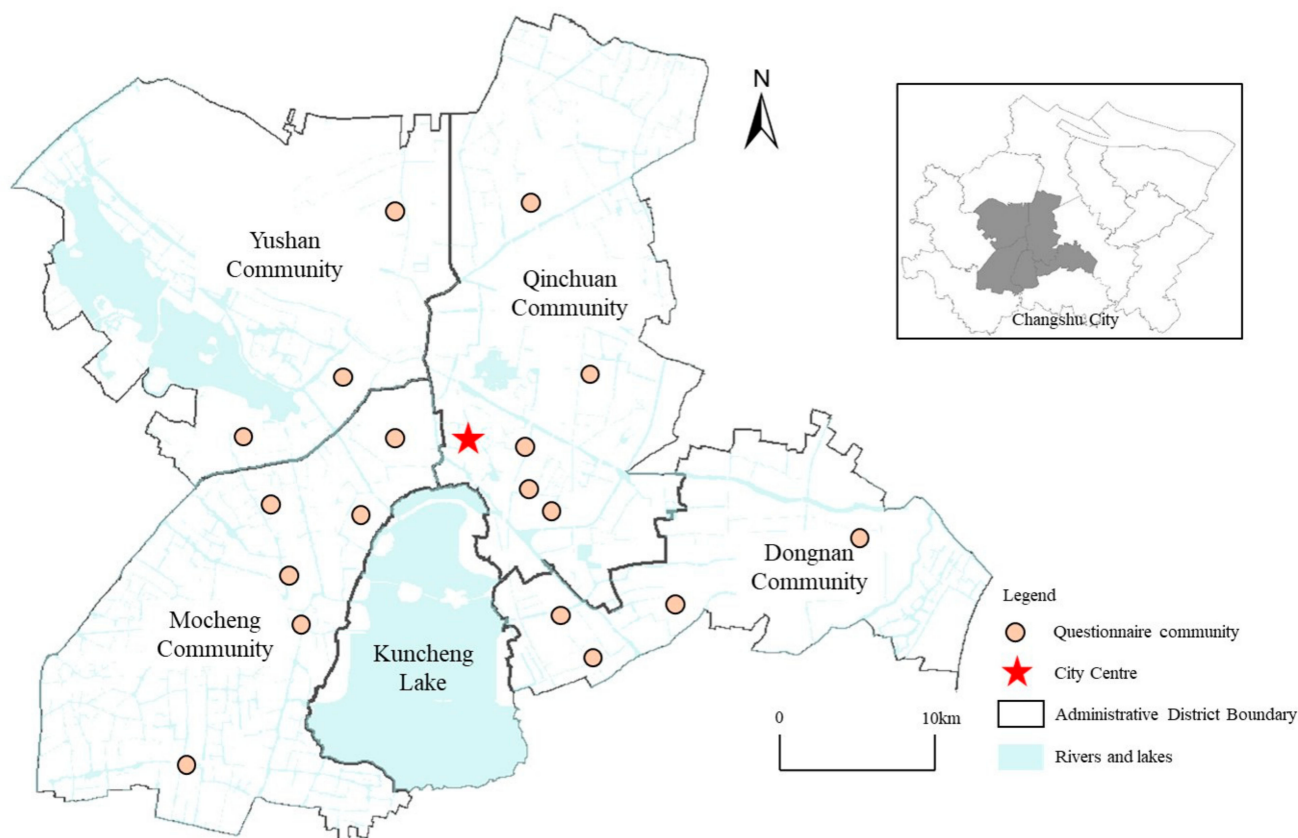 N
Yushan
Community
Qinchuan
Community
Changshu City
Dongnan
Community
Mocheng
Community
Kuncheng
Lake
Legend
Questionnaire community
City Centre
Administrative District Boundary
Rivers and lakes
0 10km